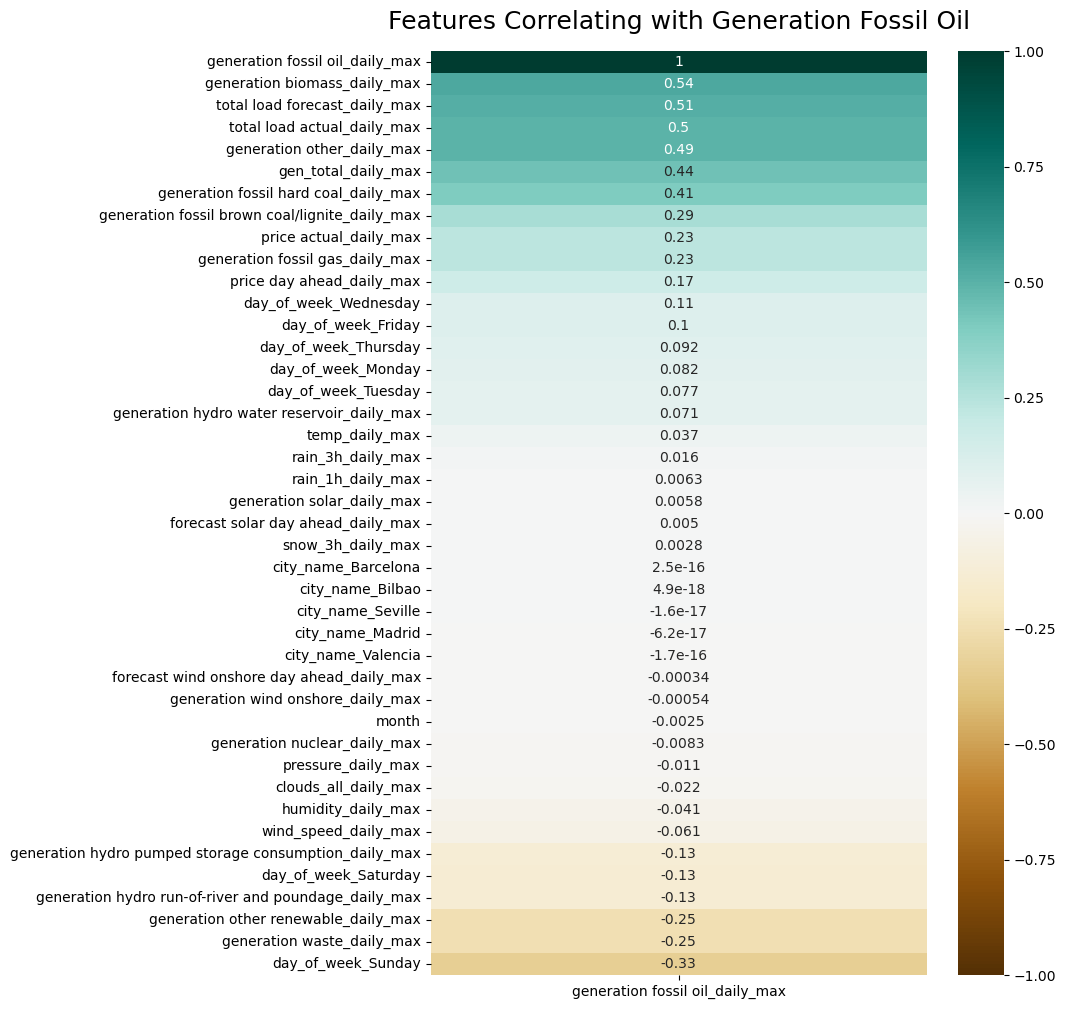 Features Correlating with Generation Fossil Oil
generation fossil oil_daily_max 1
generation biomass_daily_max 0.54
total load forecast_daily_max 0.51
total load actual_daily_max 0.5
generation other_daily_max 0.49
gen_total_daily_max 0.44
generation fossil hard coal_daily_max 0.41
generation fossil brown coal/lignite_daily_max 0.29
price actual_daily_max 0.23
generation fossil gas_daily_max 0.23
price day ahead_daily_max 0.17
day_of_week_Wednesday 0.11
day_of_week_Friday 0.1
day_of_week_Thursday 0.092
day_of_week_Monday 0.082
day_of_week_Tuesday 0.077
generation hydro water reservoir_daily_max 0.071
temp_daily_max 0.037
rain_3h_daily_max 0.016
rain_1h_daily_max 0.0063
generation solar_daily_max 0.0058
forecast solar day ahead_daily_max 0.005
snow_3h_daily_max 0.0028
city_name_Barcelona 2.5e-16
city_name_Bilbao 4.9e-18
city_name_Seville -1.6e-17
city_name_Madrid -6.2e-17
city_name_Valencia -1.7e-16
forecast wind onshore day ahead_daily_max -0.00034
generation wind onshore_daily_max -0.00054
month -0.0025
generation nuclear_daily_max -0.0083
pressure_daily_max -0.011
clouds_all_daily_max -0.022
humidity_daily_max -0.041
wind_speed_daily_max -0.061
generation hydro pumped storage consumption_daily_max -0.13
day_of_week_Saturday -0.13
generation hydro run-of-river and poundage_daily_max -0.13
generation other renewable_daily_max -0.25
generation waste_daily_max -0.25
day_of_week_Sunday -0.33
generation fossil oil_daily_max
1.00
0.75
0.50
0.25
0.00
−0.25
−0.50
−0.75
−1.00